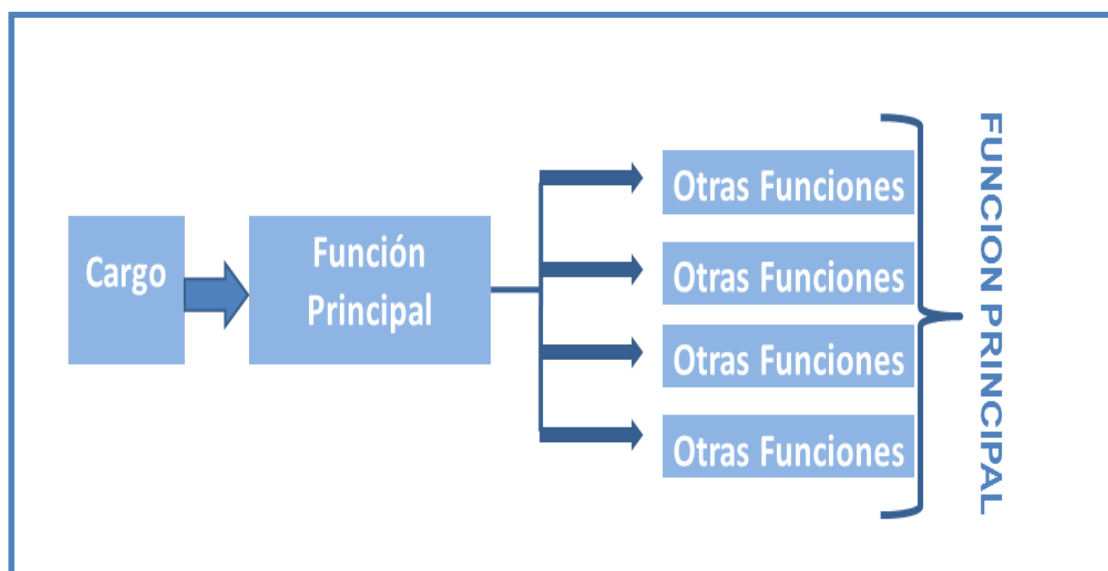 Cargo
Función
Principal
Otras Funciones
Otras Funciones
Otras Funciones
Otras Funciones
FUNCION PRINCIPAL